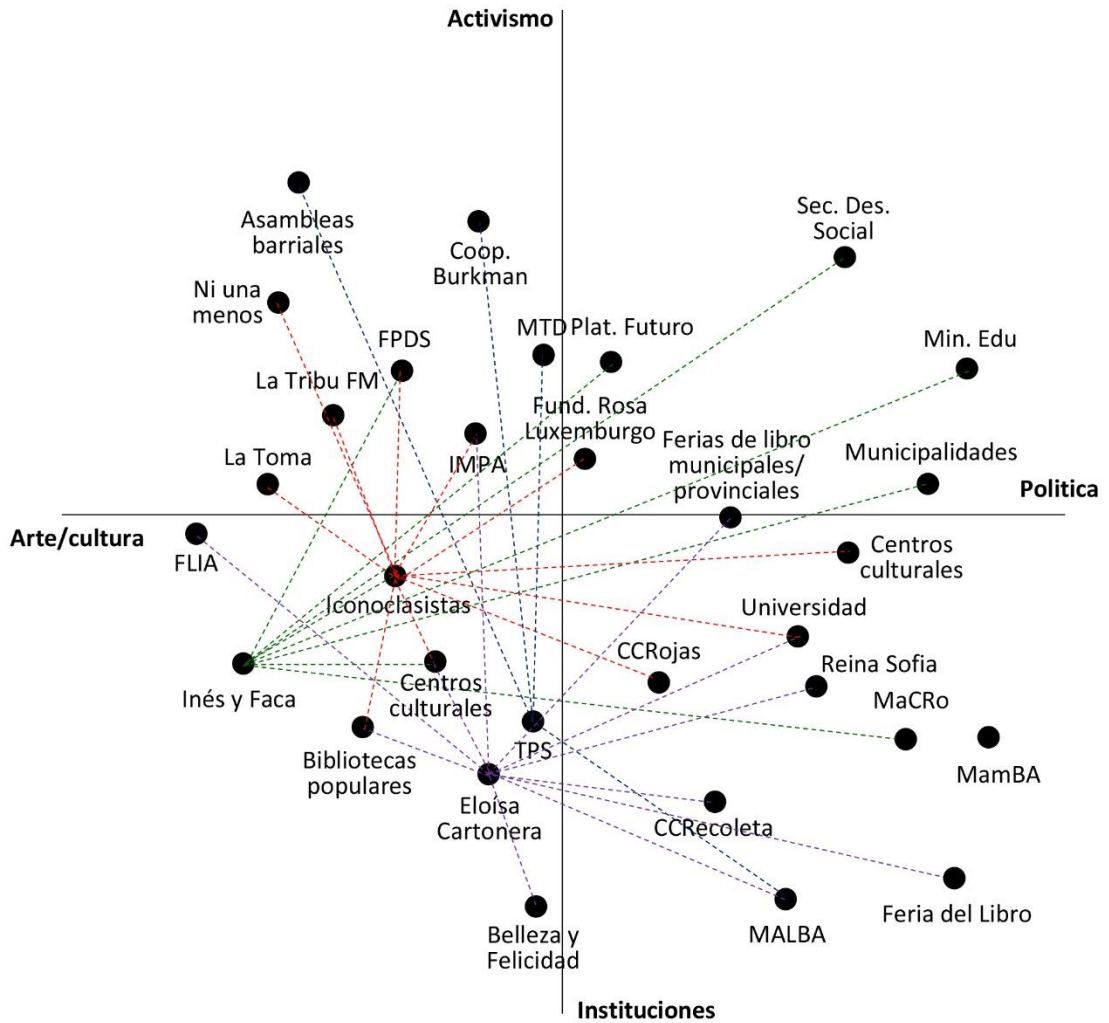 Activismo
Asambleas
barriales
Coop.
Burkman
Sec. Des.
Social
Ni una
menos
FPDS
MTD
Plat. Futuro
Min. Edu
La Tribu FM
Fund. Rosa
Luxemburgo
La Toma
IMPA
Ferias de libro
municipales/
provinciales
Municipalidades
Politica
Arte/cultura
FLIA
Centros
culturales
Iconoclasistas
Universidad
Inés y Faca
Centros
culturales
CCRojas
Reina Sofia
MaCRo
Bibliotecas
populares
TPS
MamBA
Eloísa
Cartonera
CCRecoleta
Belleza y
Felicidad
MALBA
Feria del Libro
Instituciones